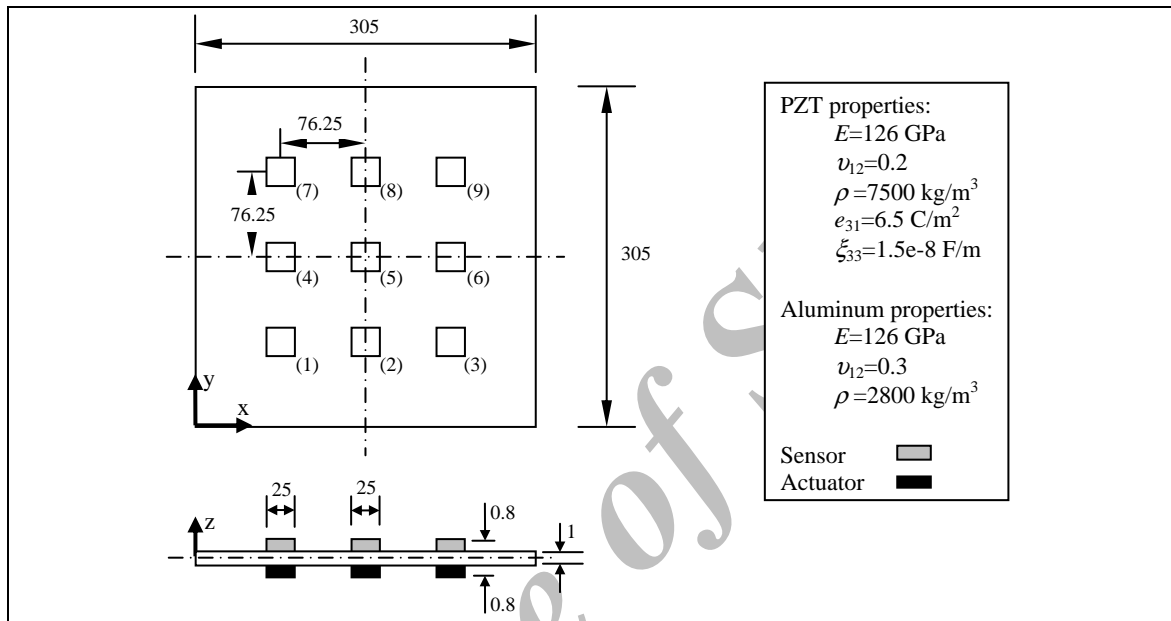 305
76.25
76.25
(7)
(8)
(9)
(4)
(5)
(6)
(1)
(2)
(3)
y
x
305
25
25
0.8
1
z
0.8
PZT properties:
E=126 GPa
υ12=0.2
ρ =7500 kg/m³
e31=6.5 C/m²
ξ33=1.5e-8 F/m
Aluminum properties:
E=126 GPa
υ12=0.3
ρ =2800 kg/m³
Sensor
Actuator
of S